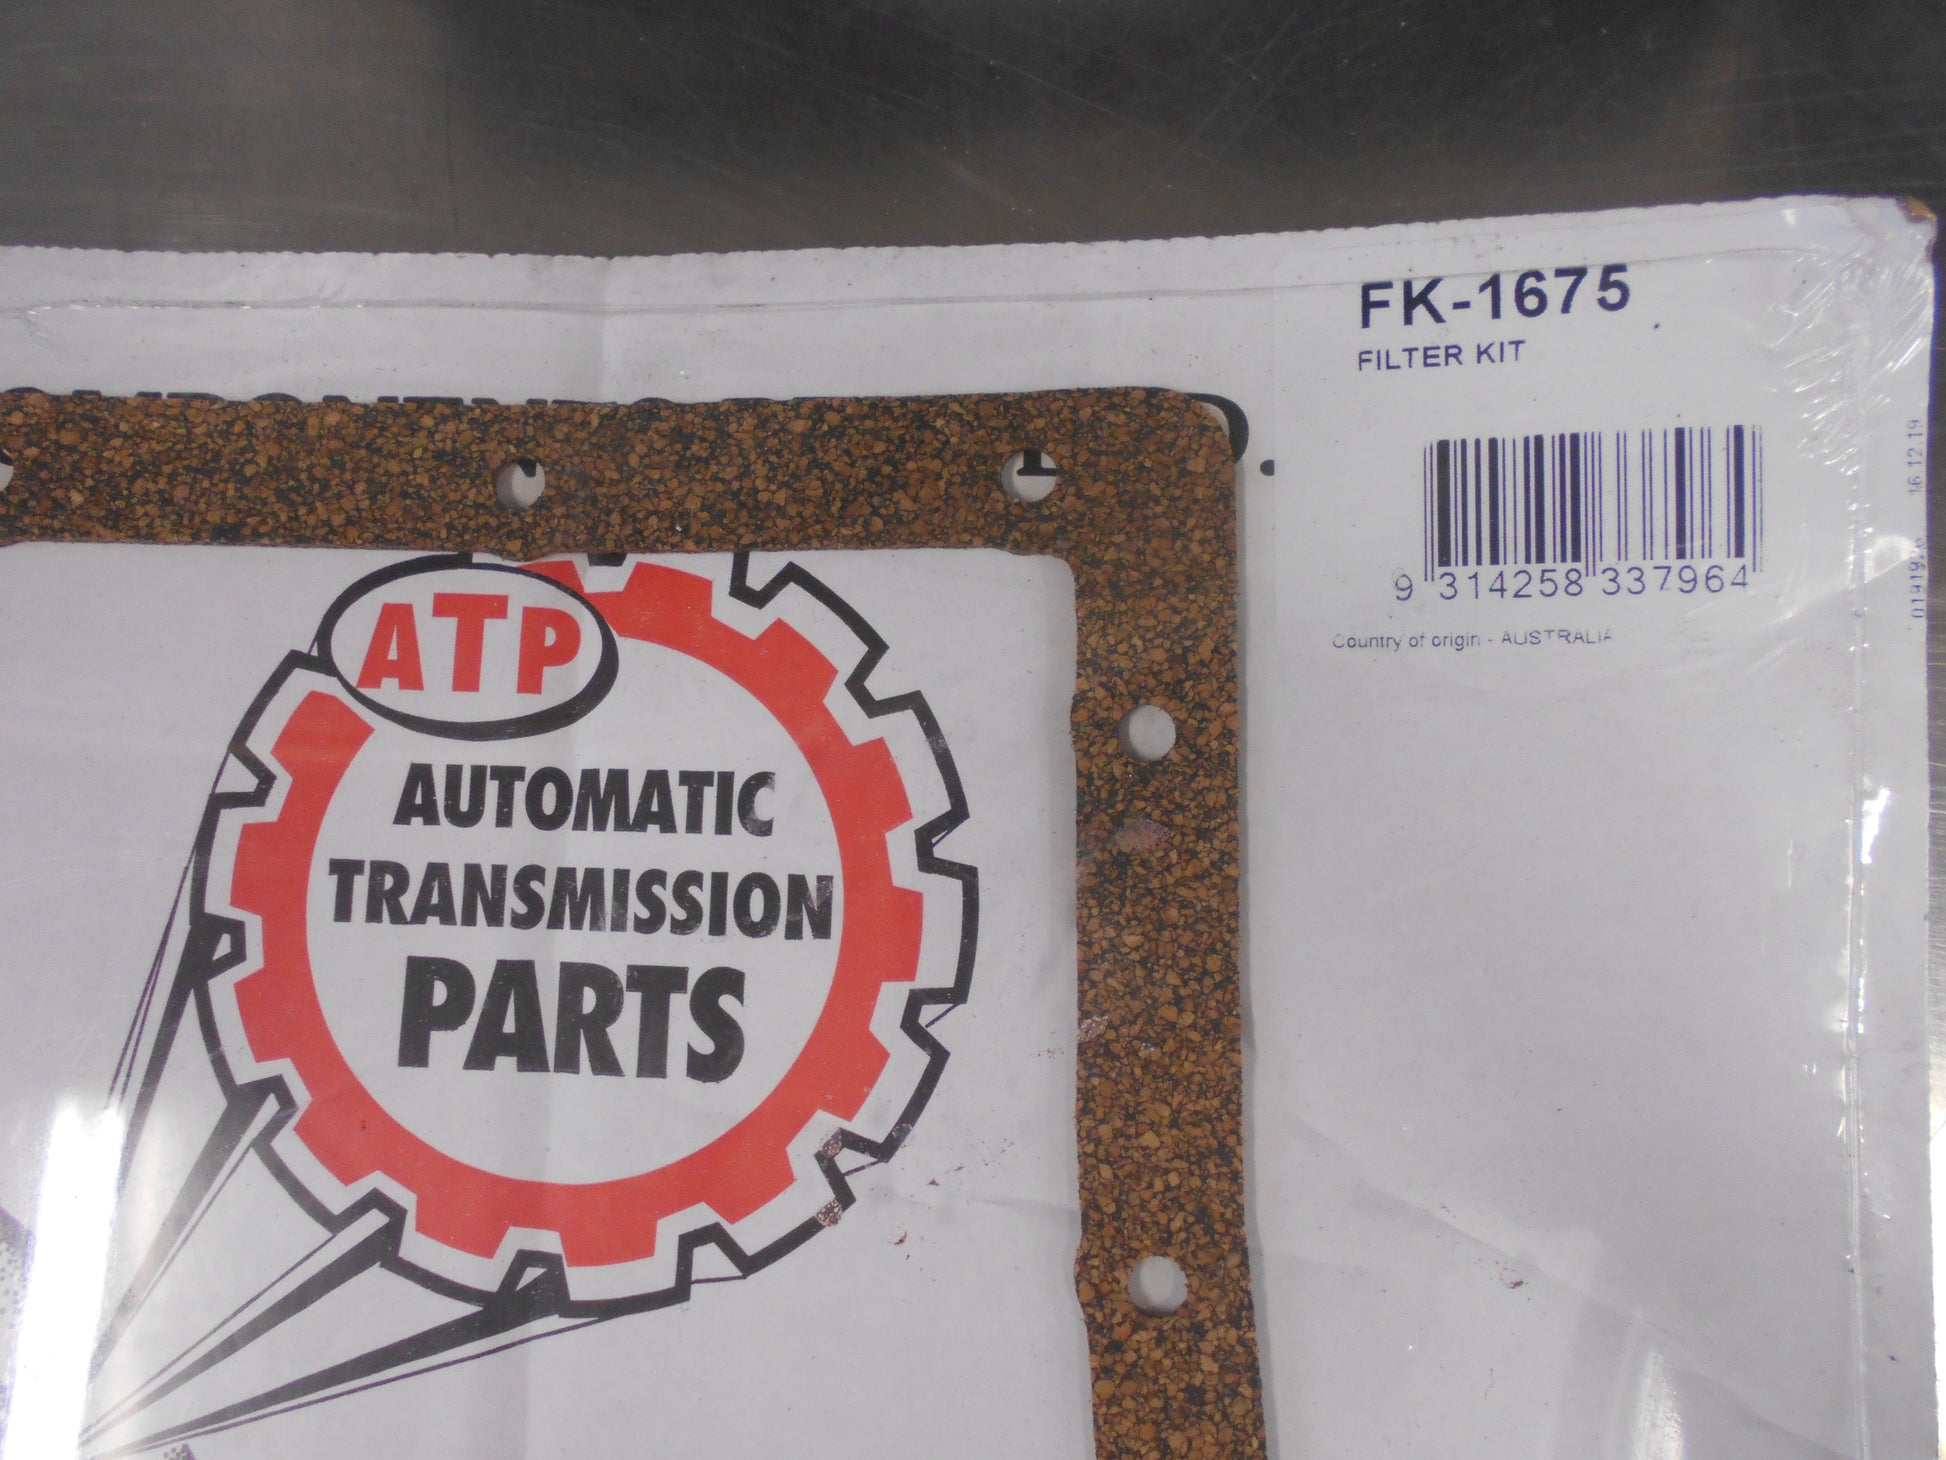 FK-1675
FILTER KIT
9 314258 337964
Country of origin - AUSTRALIA
16.12.19
ATP
AUTOMATIC
TRANSMISSION
PARTS